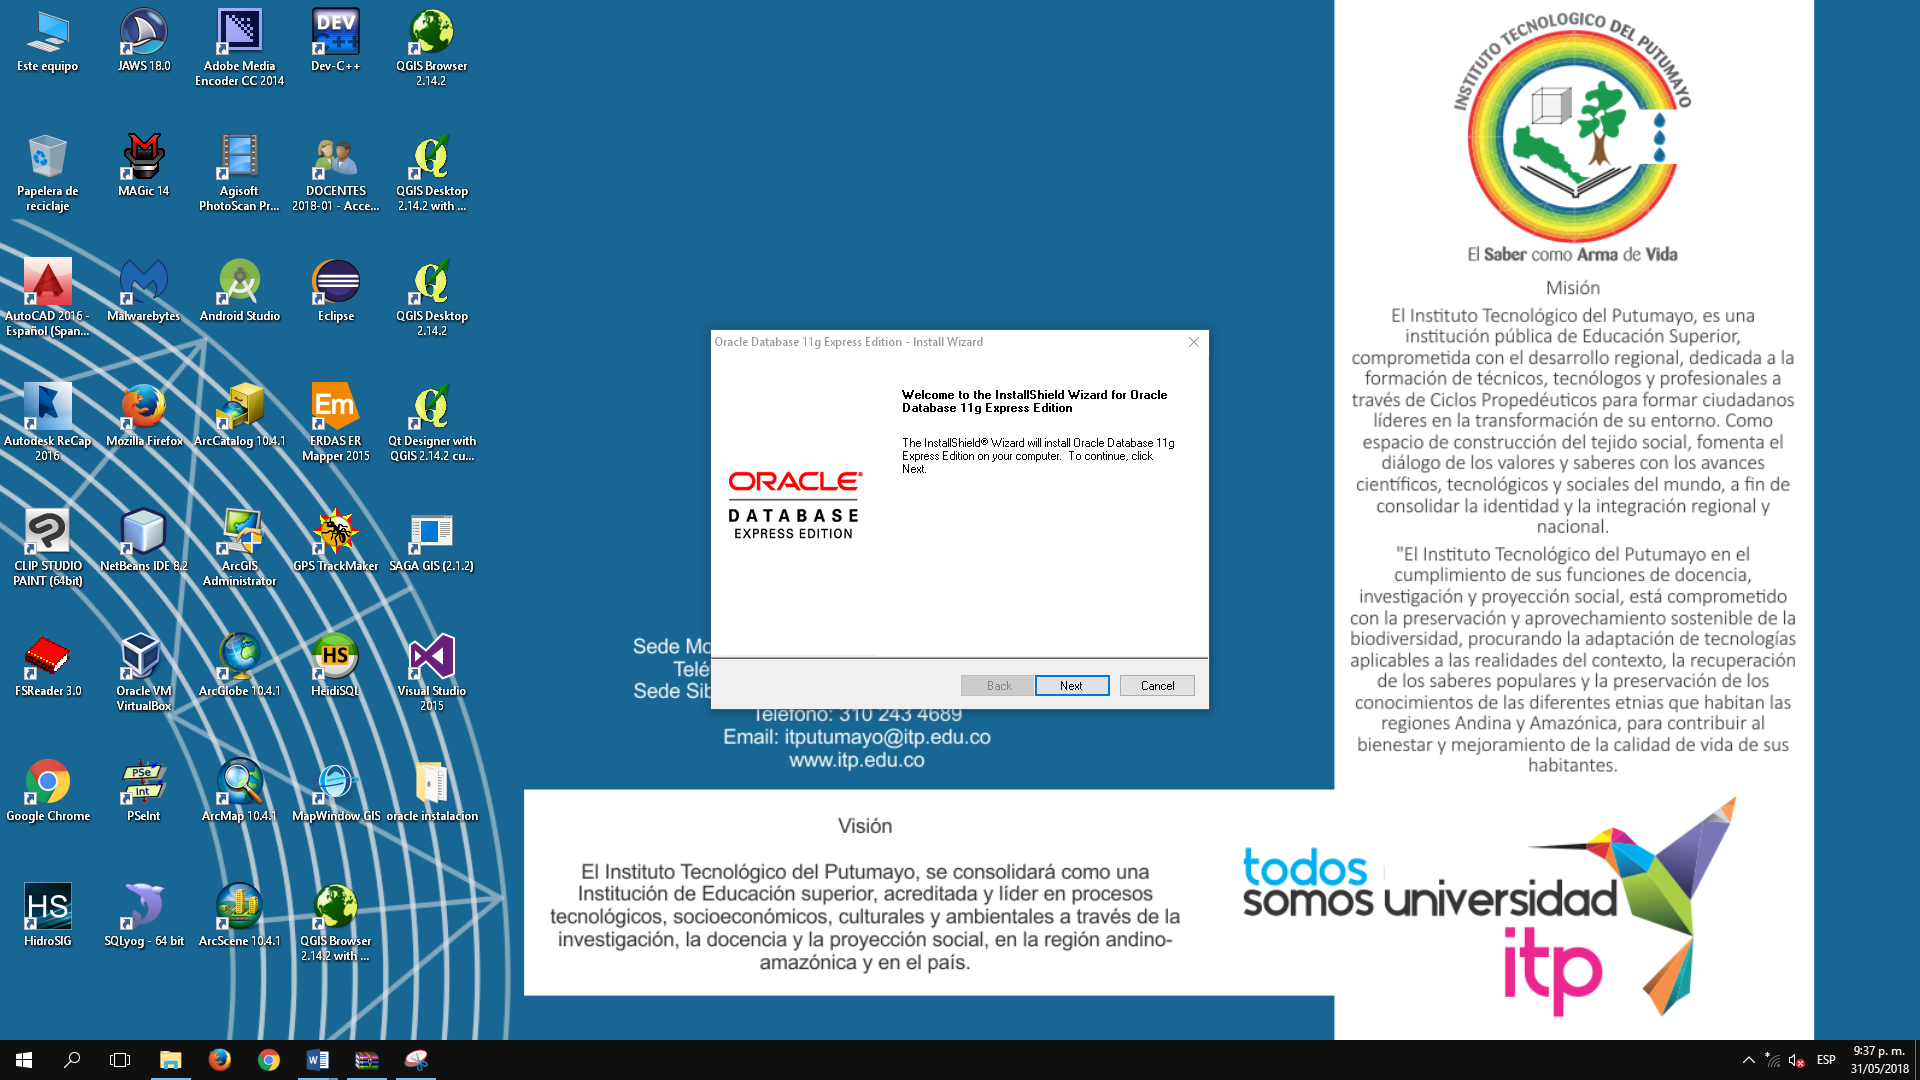 Este equipo
JAWS 18.0
Adobe Media
Encoder CC 2014
DEV
C++
Dev-C++
QGIS Browser
2.14.2
Papelera de
reciclaje
MAGic 14
Agisoft
PhotoScan Pr...
DOCENTES
2018-01 - Acce...
QGIS Desktop
2.14.2 with ...
AutoCAD 2016 -
Español (Span...
Malwarebytes
Android Studio
Eclipse
QGIS Desktop
2.14.2
Autodesk ReCap
2016
Mozilla Firefox
ArcCatalog 10.4.1
Em
ERDAS ER
Mapper 2015
Qt Designer with
QGIS 2.14.2 cu...
CLIP STUDIO
PAINT (64bit)
NetBeans IDE 8.2
ArcGIS
Administrator
GPS TrackMaker
SAGA GIS (2.1.2)
FSReader 3.0
Oracle VM
VirtualBox
ArcGlobe 10.4.1
HS
HeidiSQL
Visual Studio
2015
Google Chrome
PSe
Int
PSeInt
ArcMap 10.4.1
MapWindow GIS
oracle instalacion
HS
HidroSIG
SQLyog - 64 bit
ArcScene 10.4.1
QGIS Browser
2.14.2 with ...
Oracle Database 11g Express Edition - Install Wizard
Welcome to the InstallShield Wizard for Oracle
Database 11g Express Edition
The InstallShield® Wizard will install Oracle Database 11g
Express Edition on your computer. To continue, click
Next.
ORACLE®
DATABASE
EXPRESS EDITION
Back
Next
Cancel
Sede Mo
Telé
Sede Sib
Teléfono: 310 243 4689
Email: itputumayo@itp.edu.co
www.itp.edu.co
Visión
El Instituto Tecnológico del Putumayo, se consolidará como una
Institución de Educación superior, acreditada y líder en procesos
tecnológicos, socioeconómicos, culturales y ambientales a través de la
investigación, la docencia y la proyección social, en la región andino-
amazónica y en el país.
INSTITUTO TECNOLOGICO DEL PUTUMAYO
El Saber como Arma de Vida
Misión
El Instituto Tecnológico del Putumayo, es una
institución pública de Educación Superior,
comprometida con el desarrollo regional, dedicada a la
formación de técnicos, tecnólogos y profesionales a
través de Ciclos Propedéuticos para formar ciudadanos
líderes en la transformación de su entorno. Como
espacio de construcción del tejido social, fomenta el
diálogo de los valores y saberes con los avances
científicos, tecnológicos y sociales del mundo, a fin de
consolidar la identidad y la integración regional y
nacional.
"El Instituto Tecnológico del Putumayo en el
cumplimiento de sus funciones de docencia,
investigación y proyección social, está comprometido
con la preservación y aprovechamiento sostenible de la
biodiversidad, procurando la adaptación de tecnologías
aplicables a las realidades del contexto, la recuperación
de los saberes populares y la preservación de los
conocimientos de las diferentes etnias que habitan las
regiones Andina y Amazónica, para contribuir al
bienestar y mejoramiento de la calidad de vida de sus
habitantes.
todos
somos universidad
itp
ESP
9:37 p. m.
31/05/2018